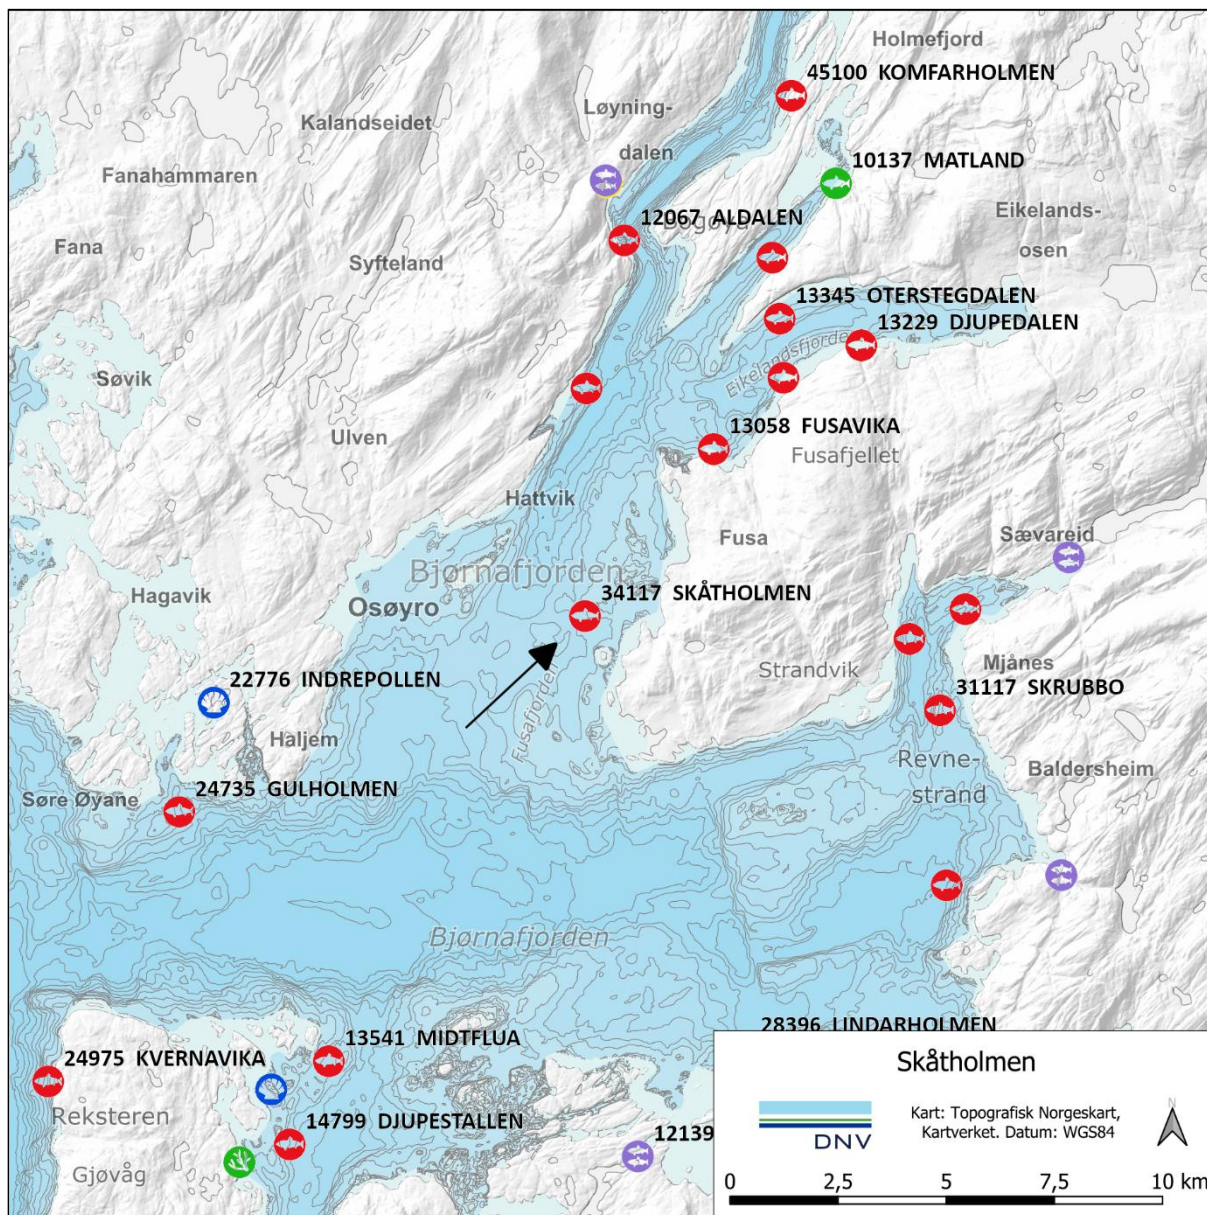 Holmefjord
45100 KOMFARHOLMEN
Løyning-
dalen
Kalandseidet
Fanahammaren
10137 MATLAND
12067 ALDALEN
Eikelands-
osen
Fana
Syfteland
13345 OTERSTEGDALEN
13229 DJUPEDALEN
Eikelandsfjorden
Søvik
Ulven
13058 FUSAVIKA
Fusafjellet
Hattvik
Fusa
Sævareid
Bjørnafjorden
Hagavik
Osøyro
34117 SKÅTHOLMEN
Strandvik
Mjånes
22776 INDREPOLLEN
31117 SKRUBBO
Fusafjorden
Haljem
Revne-
strand
Baldersheim
24735 GULHOLMEN
Søre Øyane
Bjørnafjorden
28396 LINDARHOLMEN
13541 MIDTFLUA
24975 KVERNAVIKA
Reksteren
14799 DJUPESTALLEN
12139
Gjøvåg
Skåtholmen
DNV
Kart: Topografisk Norgeskart,
Kartverket. Datum: WGS84
N
0 2,5 5 7,5 10 km